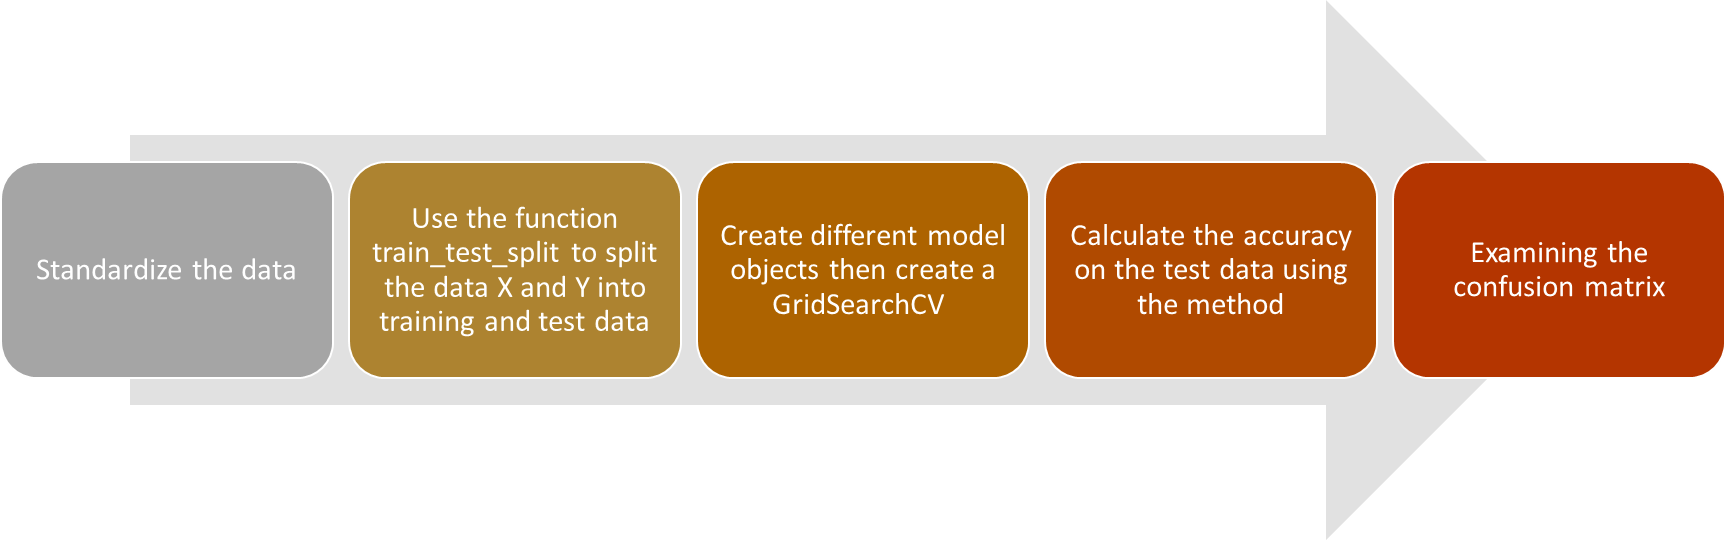 Standardize the data
Use the function
train_test_split to split
the data X and Y into
training and test data
Create different model
objects then create a
GridSearchCV
Calculate the accuracy
on the test data using
the method
Examining the
confusion matrix